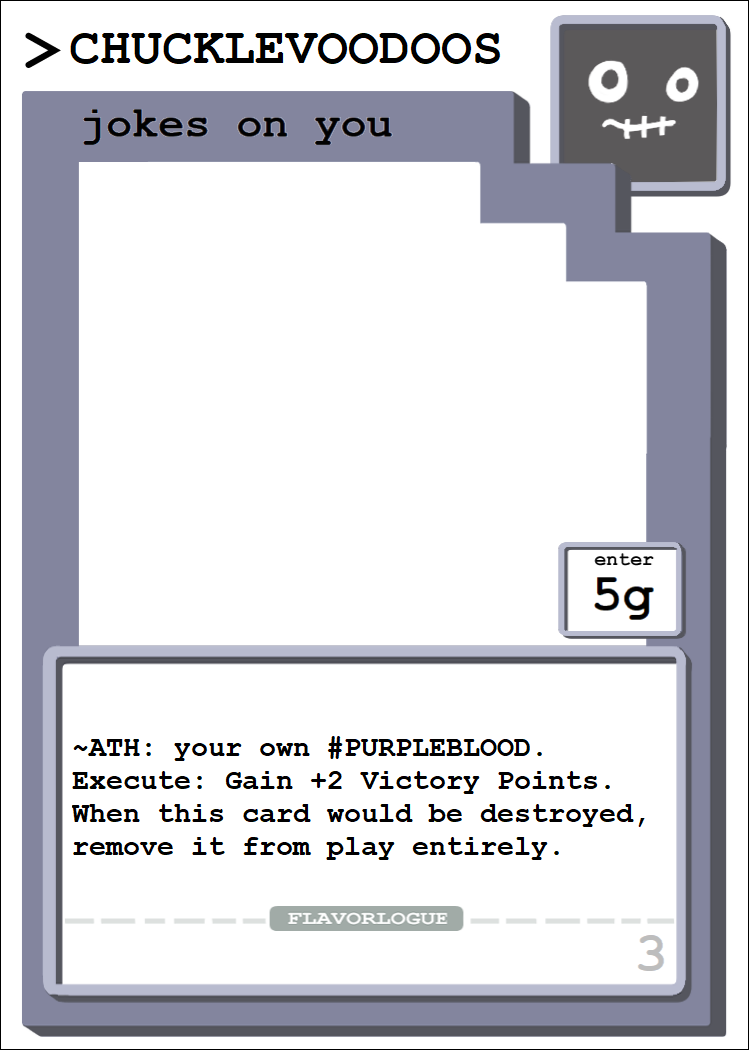 >CHUCKLEVOODOOS
jokes on you
enter
5g
~ATH: your own #PURPLEBLOOD.
Execute: Gain +2 Victory Points.
When this card would be destroyed,
remove it from play entirely.
FLAVORLOGUE
3